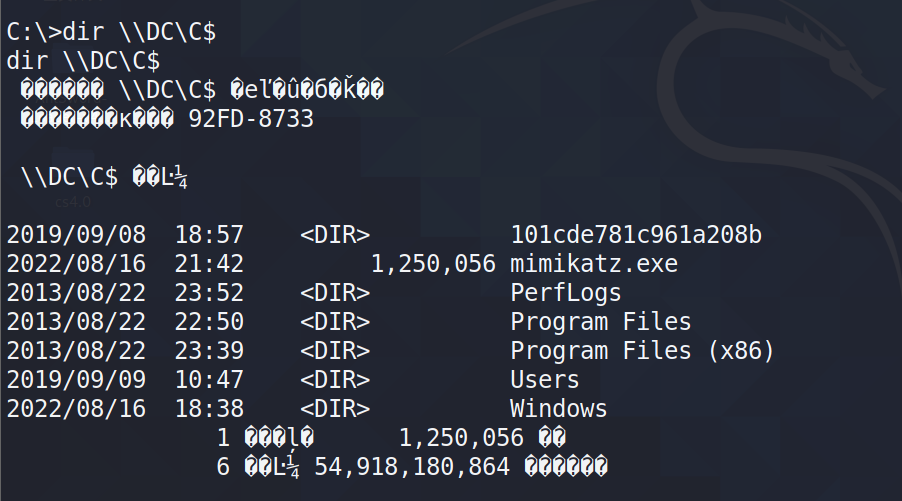 C:\>dir \\DC\C$
dir \\DC\C$
������ \\DC\C$ �eľ�û�б�ǩ��
�������к��� 92FD-8733
\\DC\C$ ��Ŀ¼
2019/09/08 18:57 <DIR> 101cde781c961a208b
2022/08/16 21:42 1,250,056 mimikatz.exe
2013/08/22 23:52 <DIR> PerfLogs
2013/08/22 22:50 <DIR> Program Files
2013/08/22 23:39 <DIR> Program Files (x86)
2019/09/09 10:47 <DIR> Users
2022/08/16 18:38 <DIR> Windows
1 ���ļ� 1,250,056 ��
6 ��Ŀ¼ 54,918,180,864 ������
cs4.0